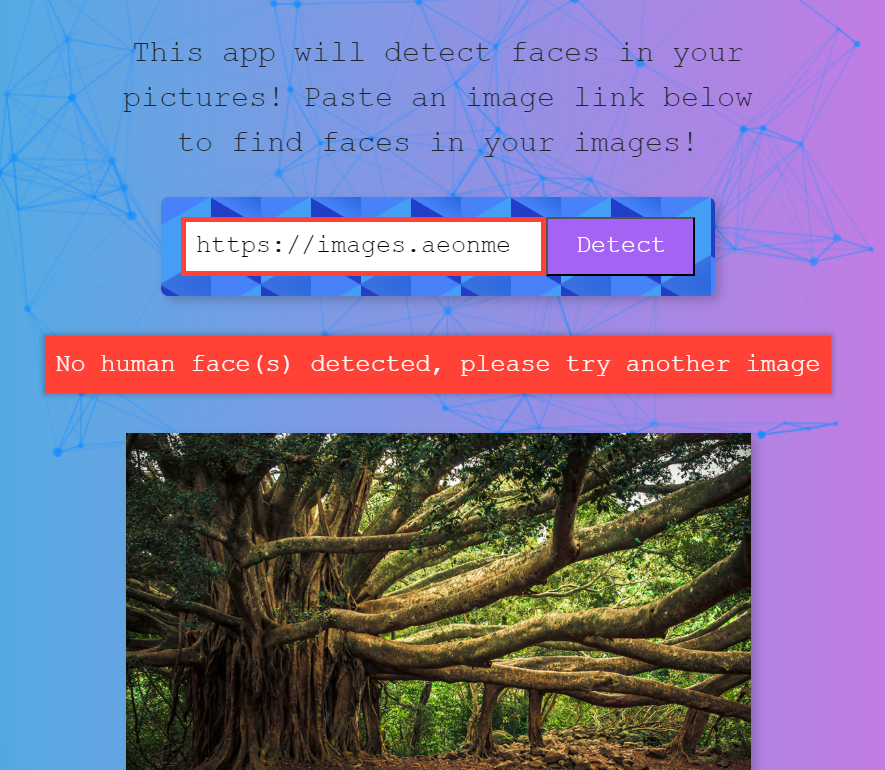 This app will detect faces in your
pictures! Paste an image link below
to find faces in your images!
https://images.aeonme
Detect
No human face(s) detected, please try another image